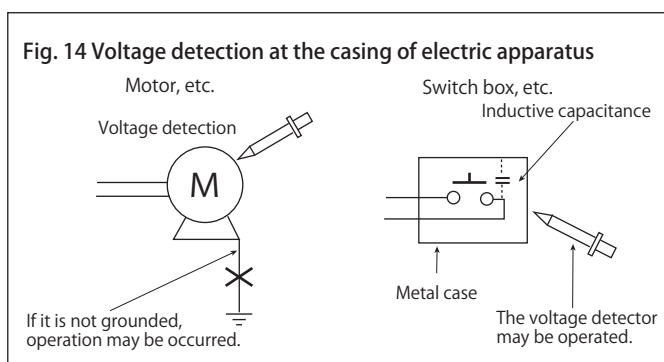 Fig. 14 Voltage detection at the casing of electric apparatus
Motor, etc.
Voltage detection
M
If it is not grounded,
operation may be occurred.
Switch box, etc.
Inductive capacitance
Metal case
The voltage detector
may be operated.